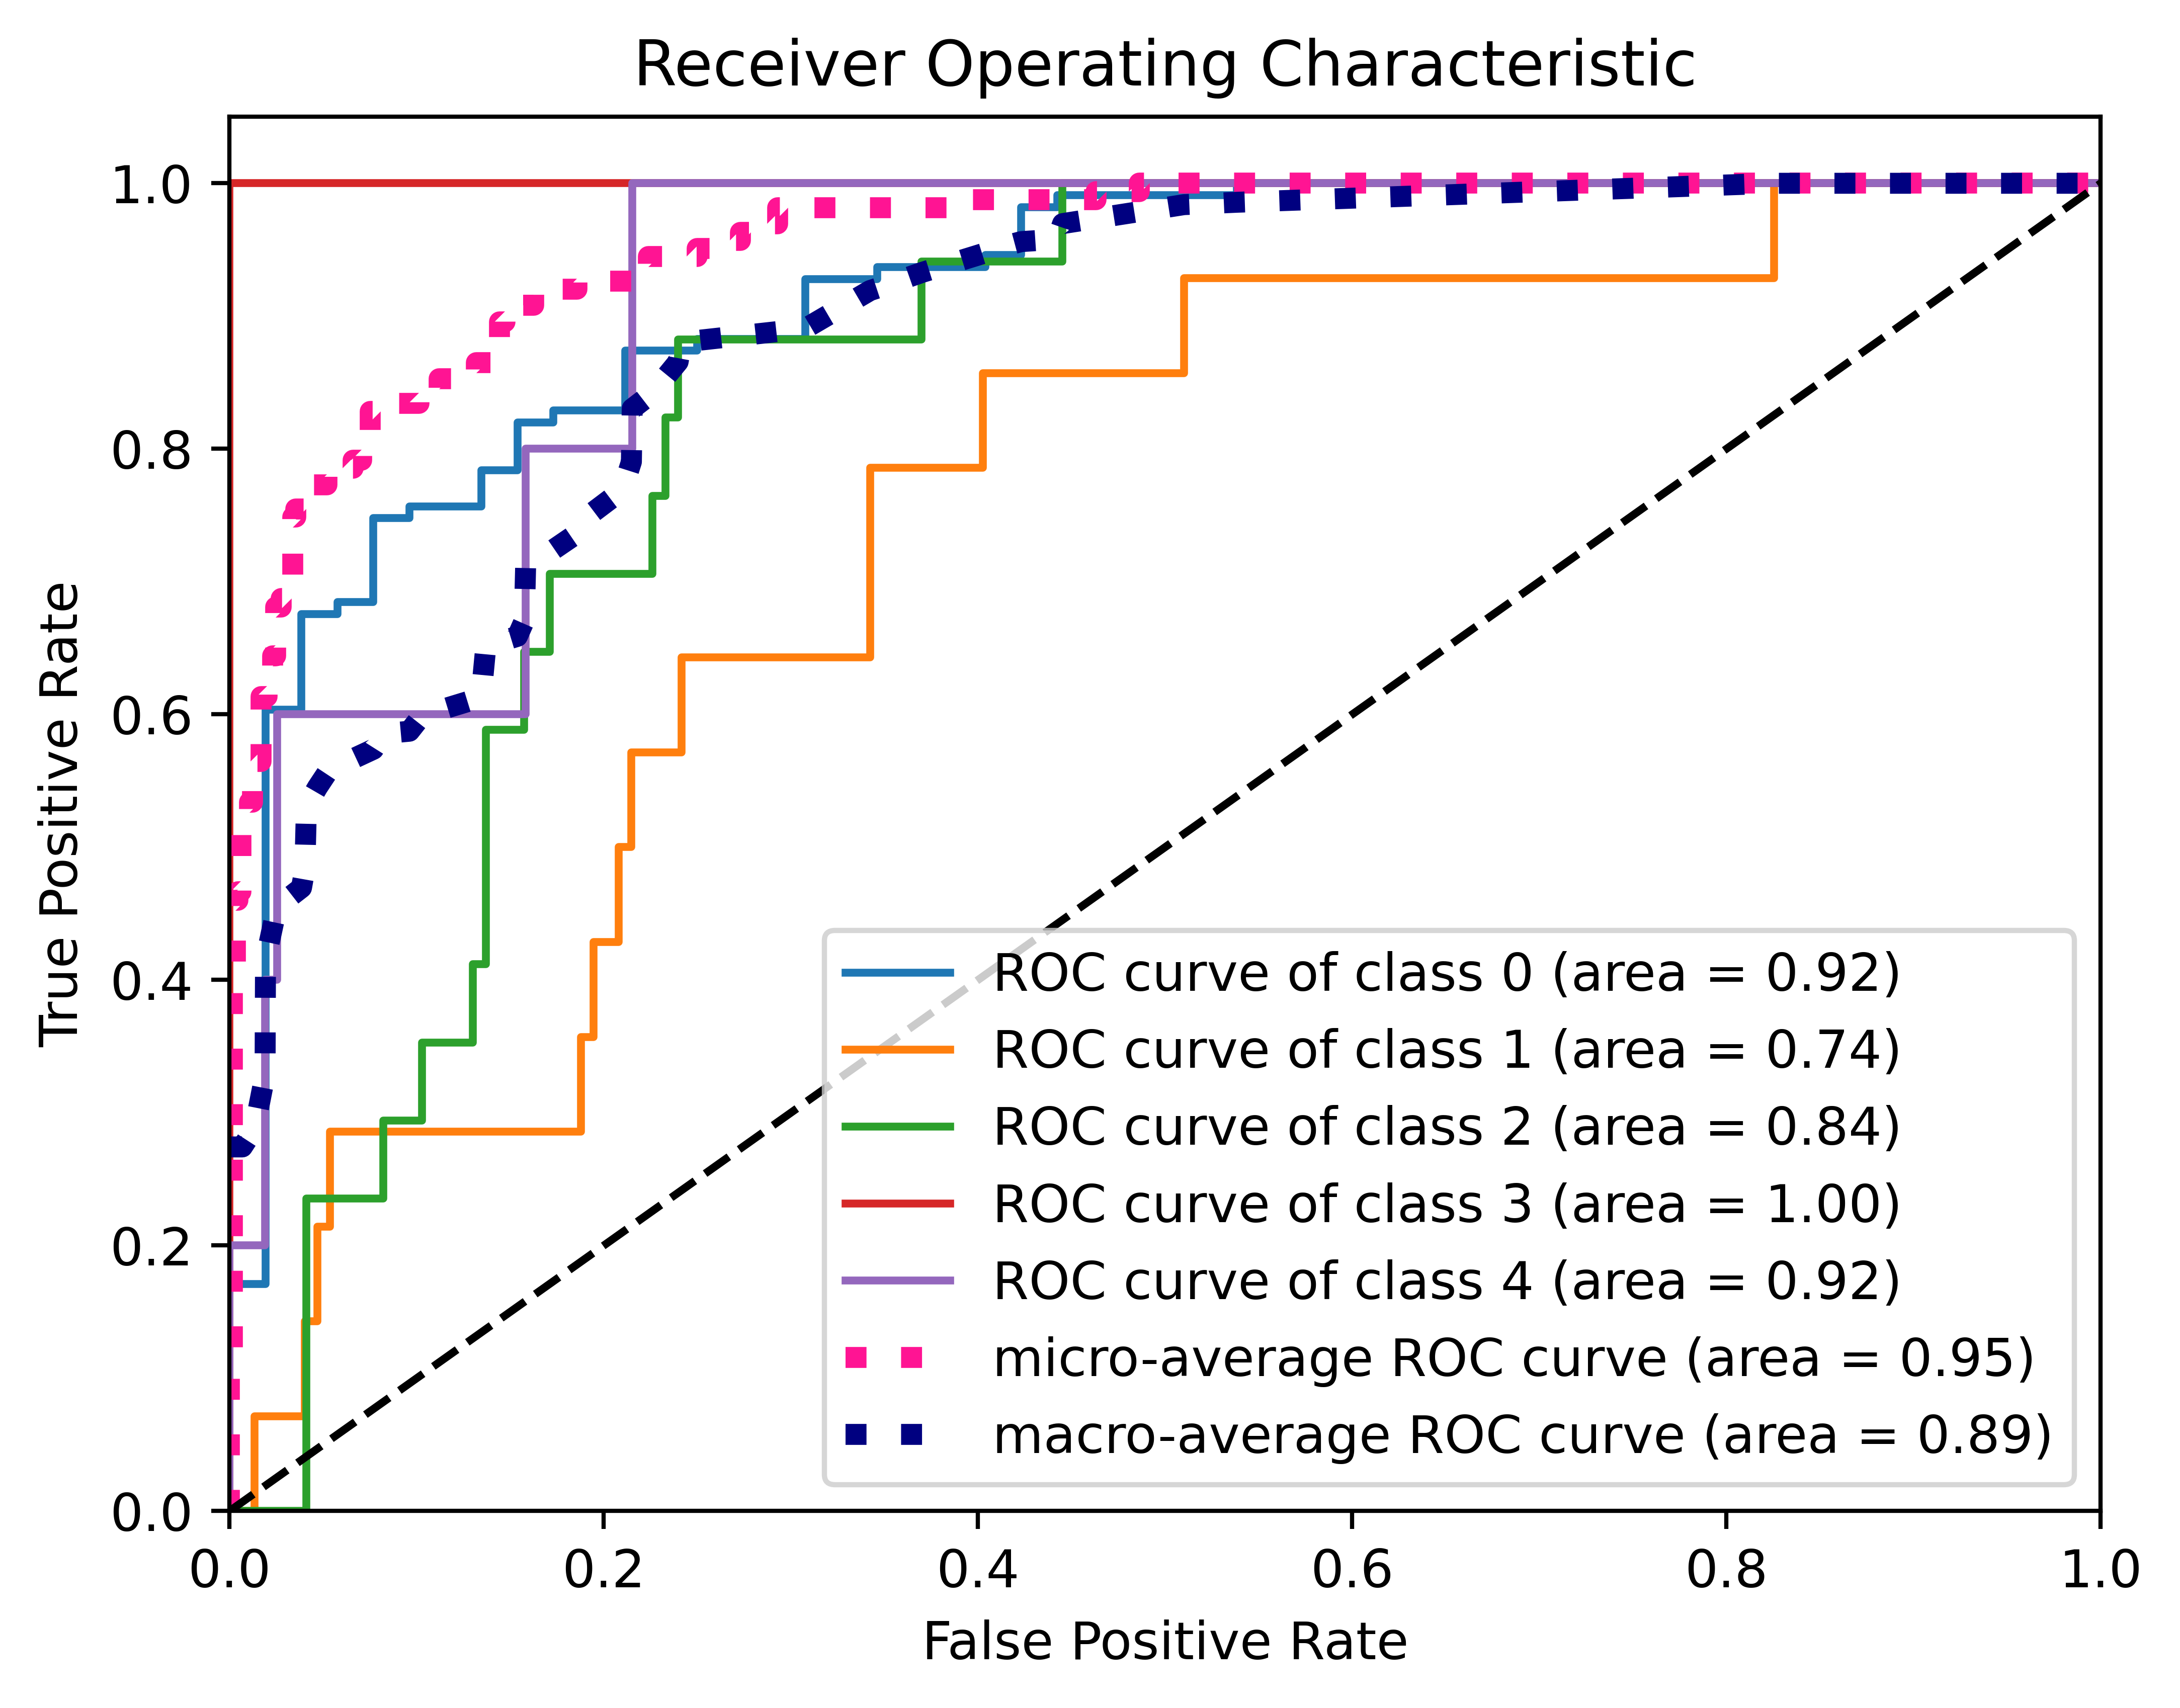 Receiver Operating Characteristic
True Positive Rate
1.0
0.8
0.6
0.4
0.2
0.0
ROC curve of class 0 (area = 0.92)
ROC curve of class 1 (area = 0.74)
ROC curve of class 2 (area = 0.84)
ROC curve of class 3 (area = 1.00)
ROC curve of class 4 (area = 0.92)
micro-average ROC curve (area = 0.95)
macro-average ROC curve (area = 0.89)
0.0 0.2 0.4 0.6 0.8 1.0
False Positive Rate